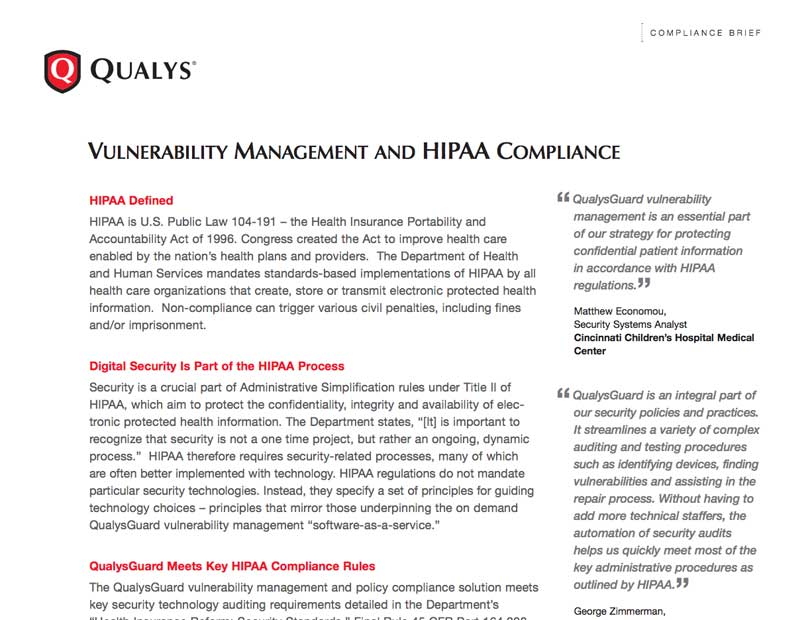 COMPLIANCE BRIEF
QUALYS®
VULNERABILITY MANAGEMENT AND HIPAA COMPLIANCE
HIPAA Defined
HIPAA is U.S. Public Law 104-191 – the Health Insurance Portability and
Accountability Act of 1996. Congress created the Act to improve health care
enabled by the nation's health plans and providers.  The Department of Health
and Human Services mandates standards-based implementations of HIPAA by all
health care organizations that create, store or transmit electronic protected health
information.  Non-compliance can trigger various civil penalties, including fines
and/or imprisonment.
Digital Security Is Part of the HIPAA Process
Security is a crucial part of Administrative Simplification rules under Title II of
HIPAA, which aim to protect the confidentiality, integrity and availability of elec-
tronic protected health information. The Department states, “[It] is important to
recognize that security is not a one time project, but rather an ongoing, dynamic
process.”  HIPAA therefore requires security-related processes, many of which
are often better implemented with technology. HIPAA regulations do not mandate
particular security technologies. Instead, they specify a set of principles for guiding
technology choices – principles that mirror those underpinning the on demand
QualysGuard vulnerability management “software-as-a-service.”
QualysGuard Meets Key HIPAA Compliance Rules
The QualysGuard vulnerability management and policy compliance solution meets
key security technology auditing requirements detailed in the Department's
“Health Insurance Reform: Security Standards,” Final Rule 45 CFR Part 164.308
“QualysGuard vulnerability
management is an essential part
of our strategy for protecting
confidential patient information
in accordance with HIPAA
regulations.”
Matthew Economou,
Security Systems Analyst
Cincinnati Children's Hospital Medical
Center
“QualysGuard is an integral part of
our security policies and practices.
It streamlines a variety of complex
auditing and testing procedures
such as identifying devices, finding
vulnerabilities and assisting in the
repair process. Without having to
add more technical staffers, the
automation of security audits
helps us quickly meet most of the
key administrative procedures as
outlined by HIPAA.”
George Zimmerman,